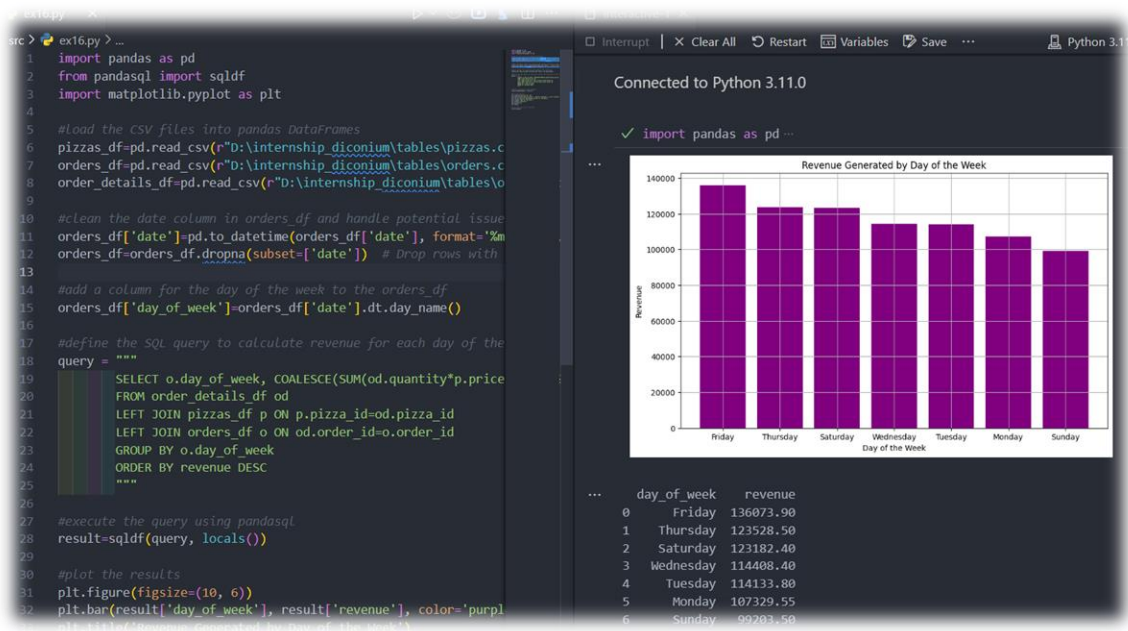 ex16.py
src > ex16.py > ...
1 import pandas as pd
2 from pandasql import sqldf
3 import matplotlib.pyplot as plt
4
5 #load the CSV files into pandas DataFrames
6 pizzas_df=pd.read_csv(r"D:\internship_diconium\tables\pizzas.c
7 orders_df=pd.read_csv(r"D:\internship_diconium\tables\orders.c
8 order_details_df=pd.read_csv(r"D:\internship_diconium\tables\o
9
10 #clean the date column in orders_df and handle potential issue
11 orders_df['date']=pd.to_datetime(orders_df['date'], format='%m
12 orders_df=orders_df.dropna(subset=['date']) # Drop rows with
13
14 #add a column for the day of the week to the orders_df
15 orders_df['day_of_week']=orders_df['date'].dt.day_name()
16
17 #define the SQL query to calculate revenue for each day of the
18 query = """
19 SELECT o.day_of_week, COALESCE(SUM(od.quantity*p.price
20 FROM order_details_df od
21 LEFT JOIN pizzas_df p ON p.pizza_id=od.pizza_id
22 LEFT JOIN orders_df o ON od.order_id=o.order_id
23 GROUP BY o.day_of_week
24 ORDER BY revenue DESC
25 """
26
27 #execute the query using pandasql
28 result=sqldf(query, locals())
29
30 #plot the results
31 plt.figure(figsize=(10, 6))
32 plt.bar(result['day_of_week'], result['revenue'], color='purpl
plt.title('Revenue Generated by Day of the Week')
Interrupt | Clear All Restart Variables Save ... Python 3.1
Connected to Python 3.11.0
import pandas as pd ...
...
Revenue Generated by Day of the Week
140000
120000
100000
80000
60000
40000
20000
0
Revenue
Friday Thursday Saturday Wednesday Tuesday Monday Sunday
Day of the Week
...
day_of_week revenue
0 Friday 136073.90
1 Thursday 123528.50
2 Saturday 123182.40
3 Wednesday 114408.40
4 Tuesday 114133.80
5 Monday 107329.55
6 Sunday 99203.50